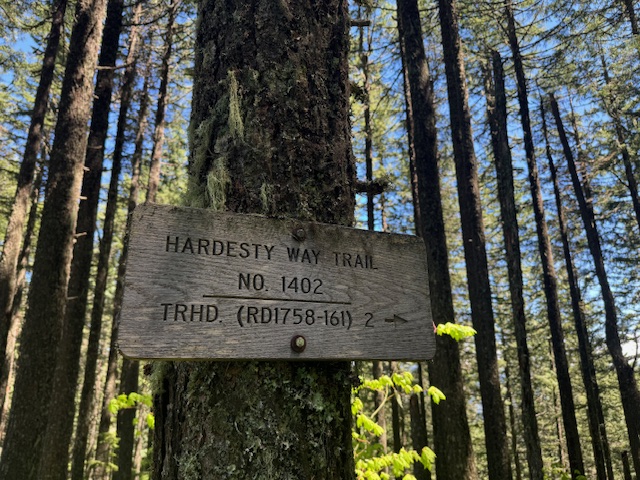 HARDESTY WAY TRAIL
NO. 1402
TRHD. (RD1758-161) 2 →